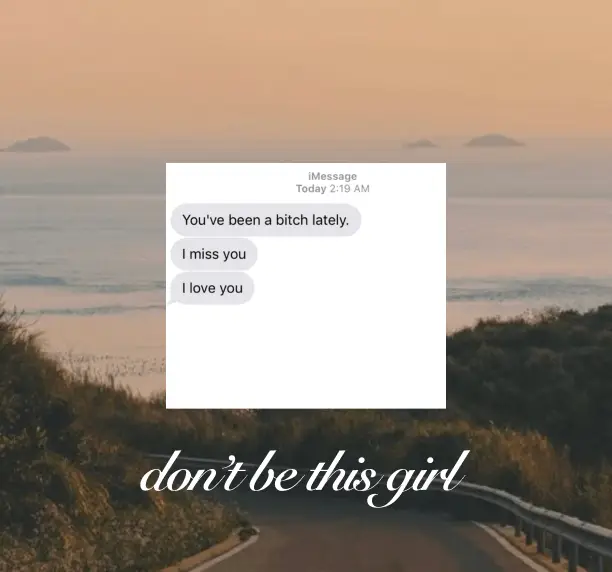 iMessage
Today 2:19 AM
You've been a bitch lately.
I miss you
I love you
don't be this girl